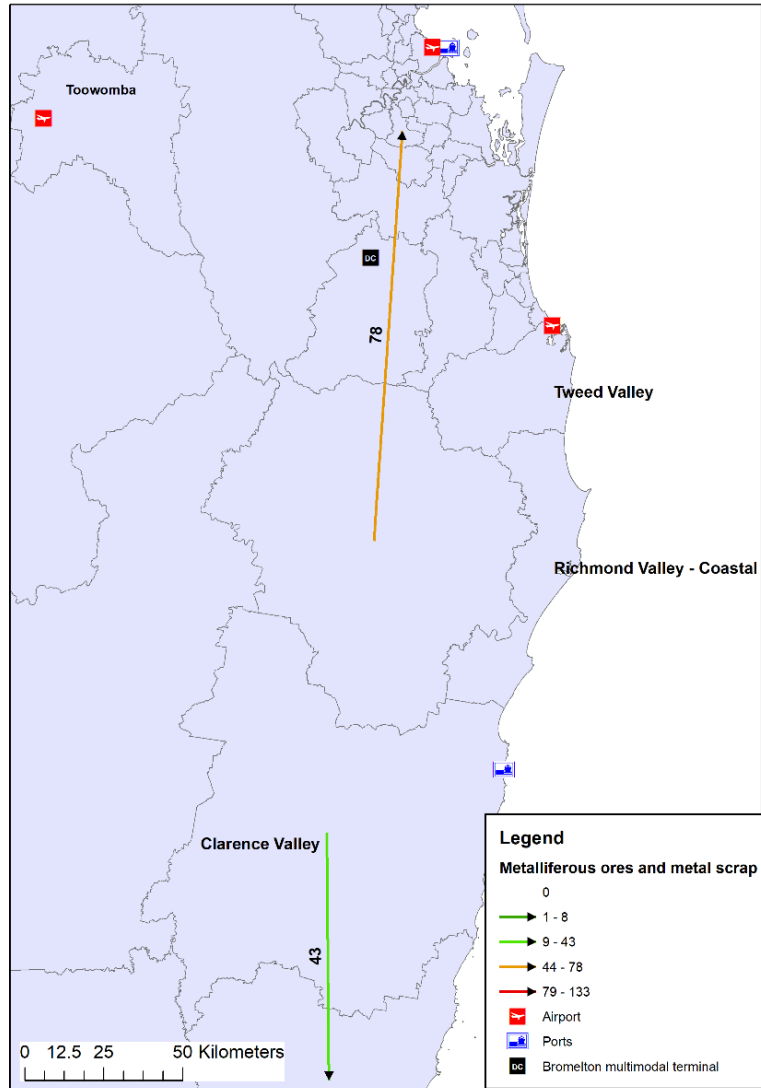 Toowomba
DC
78
Tweed Valley
Richmond Valley - Coastal
Clarence Valley
43
Legend
Metalliferous ores and metal scrap
0
1 - 8
9 - 43
44 - 78
79 - 133
Airport
Ports
DC Bromelton multimodal terminal
0 12.5 25 50 Kilometers